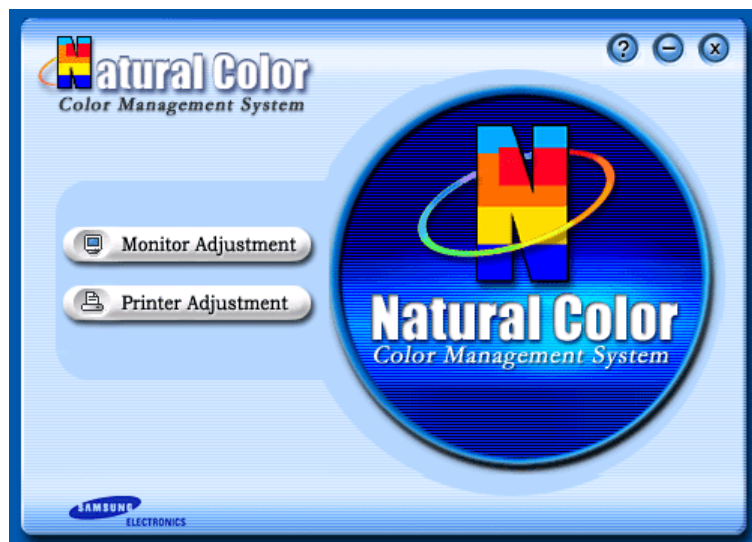 Natural Color
Color Management System
?
Monitor Adjustment
Printer Adjustment
N
Natural Color
Color Management System
SAMSUNG
ELECTRONICS